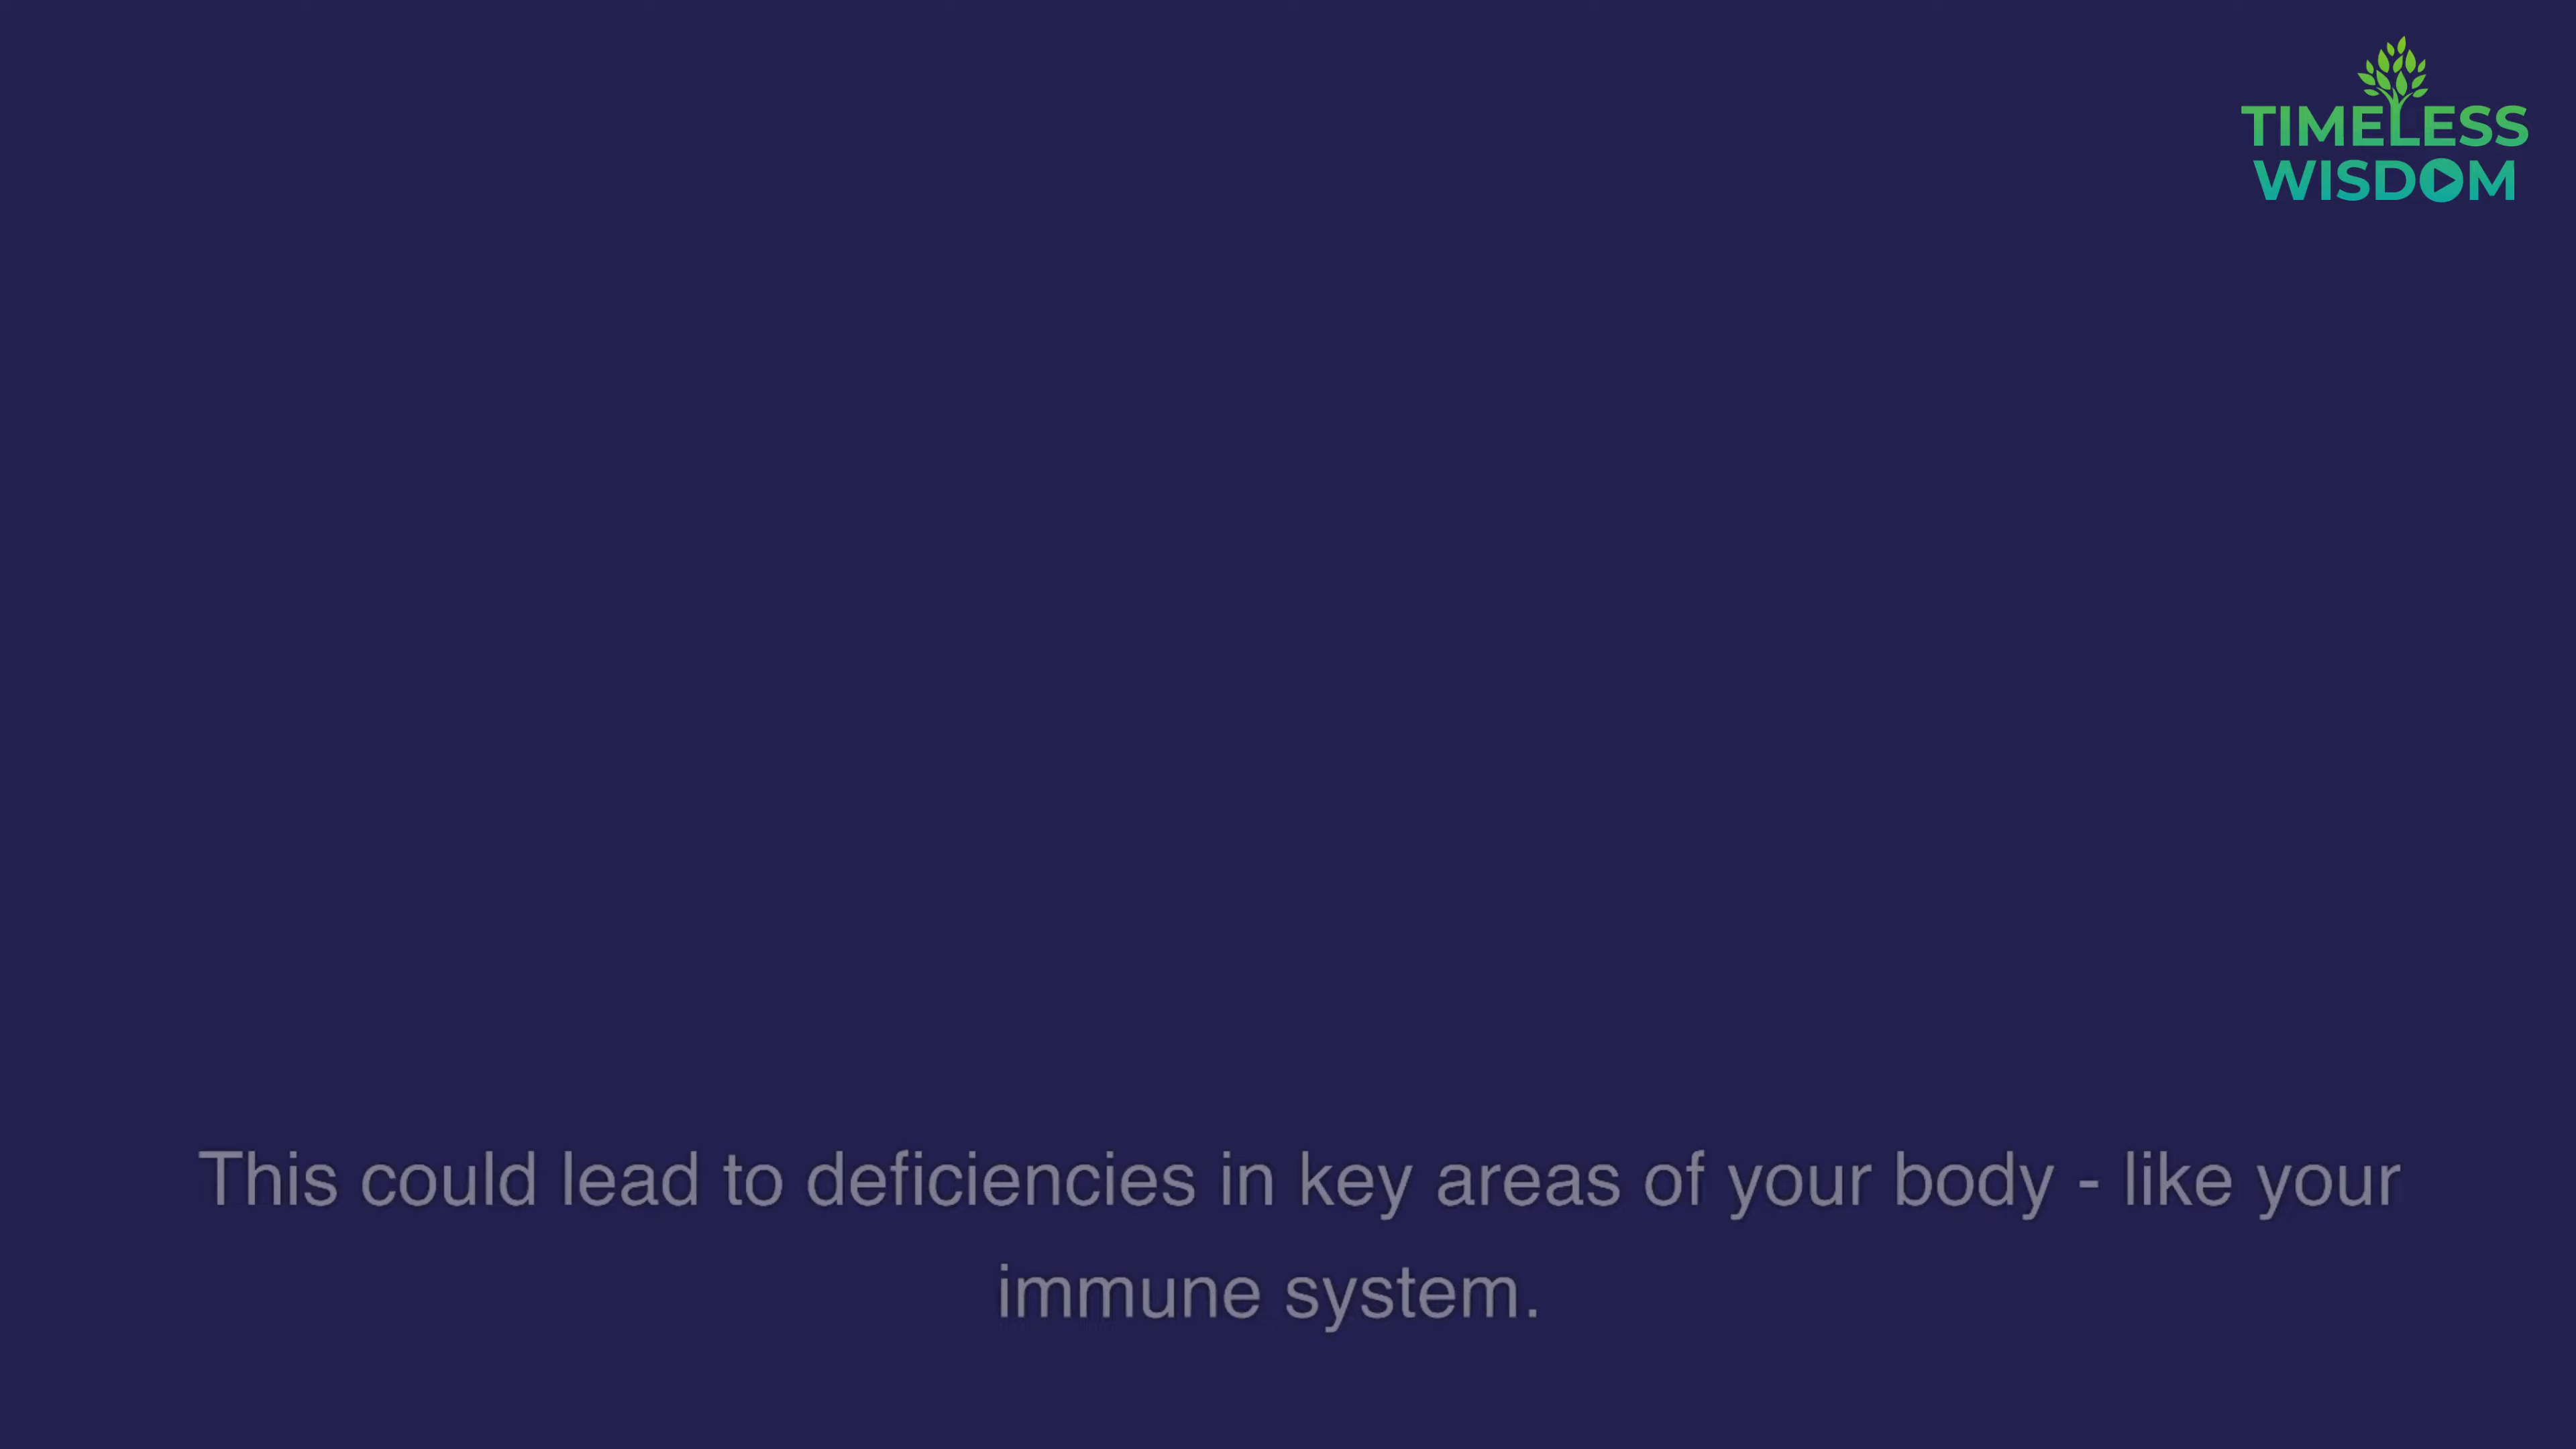 TIMELESS
WISDOM
This could lead to deficiencies in key areas of your body - like your
immune system.